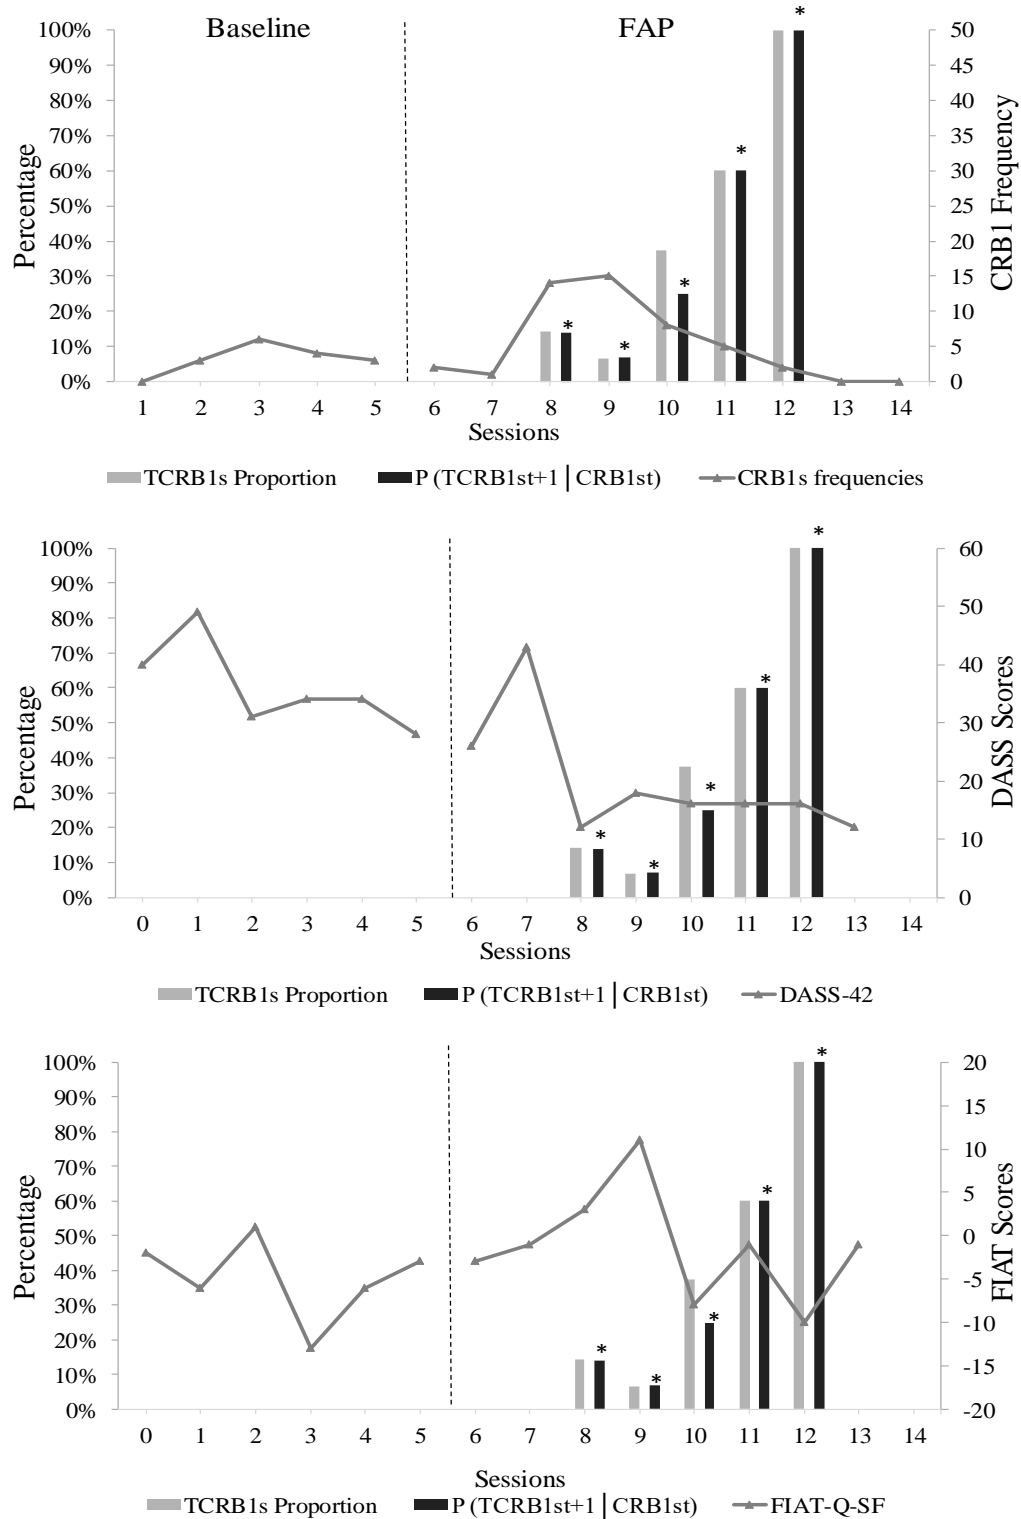 Baseline FAP
*
100% 50
90% 45
80% 40
70% 35
* *
60% 30
50% 25
40% 20
30% 15
* *
20% 10
*
10% 5
0% 0
Percentage
CRB1 Frequency
1 2 3 4 5 6 7 8 9 10 11 12 13 14
Sessions
TCRB1s Proportion P (TCRB1st+1 | CRB1st) CRB1s frequencies
*
100% 60
90%
80% 50
70% 40
*
60%
50% 30
40%
*
30% 20
20%
*
10% 10
*
0% 0
Percentage
DASS Scores
0 1 2 3 4 5 6 7 8 9 10 11 12 13 14
Sessions
TCRB1s Proportion P (TCRB1st+1 | CRB1st) DASS-42
*
100% 20
90% 15
80%
70% 10
60% 5
*
50% 0
40% -5
30% -10
*
20%
*
10% -15
*
0% -20
Percentage
FIAT Scores
0 1 2 3 4 5 6 7 8 9 10 11 12 13 14
Sessions
TCRB1s Proportion P (TCRB1st+1 | CRB1st) FIAT-Q-SF